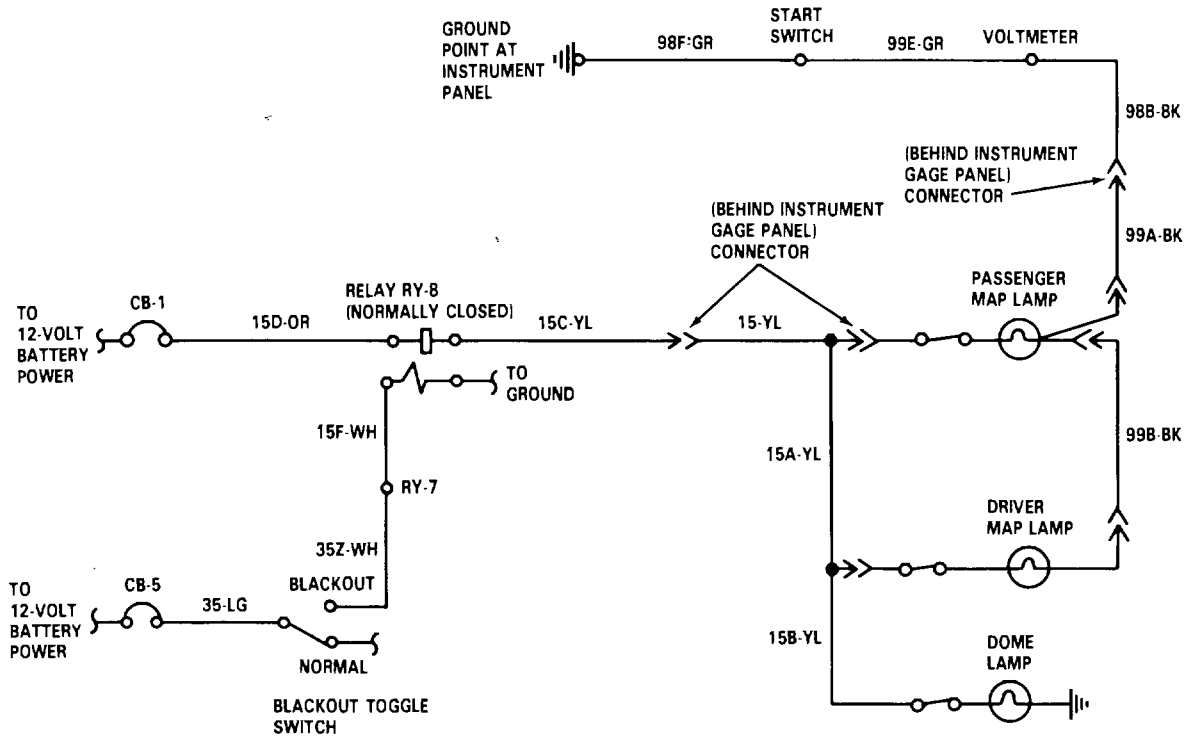 GROUND
POINT AT
INSTRUMENT
PANEL
98F-GR
START
SWITCH
99E-GR
VOLTMETER
98B-BK
(BEHIND INSTRUMENT
GAGE PANEL)
CONNECTOR
99A-BK
(BEHIND INSTRUMENT
GAGE PANEL)
CONNECTOR
PASSENGER
MAP LAMP
TO
12-VOLT
BATTERY
POWER
CB-1
15D-OR
RELAY RY-8
(NORMALLY CLOSED)
15C-YL
15-YL
TO
GROUND
15F-WH
RY-7
35Z-WH
15A-YL
99B-BK
DRIVER
MAP LAMP
TO
12-VOLT
BATTERY
POWER
CB-5
35-LG
BLACKOUT
NORMAL
BLACKOUT TOGGLE
SWITCH
15B-YL
DOME
LAMP